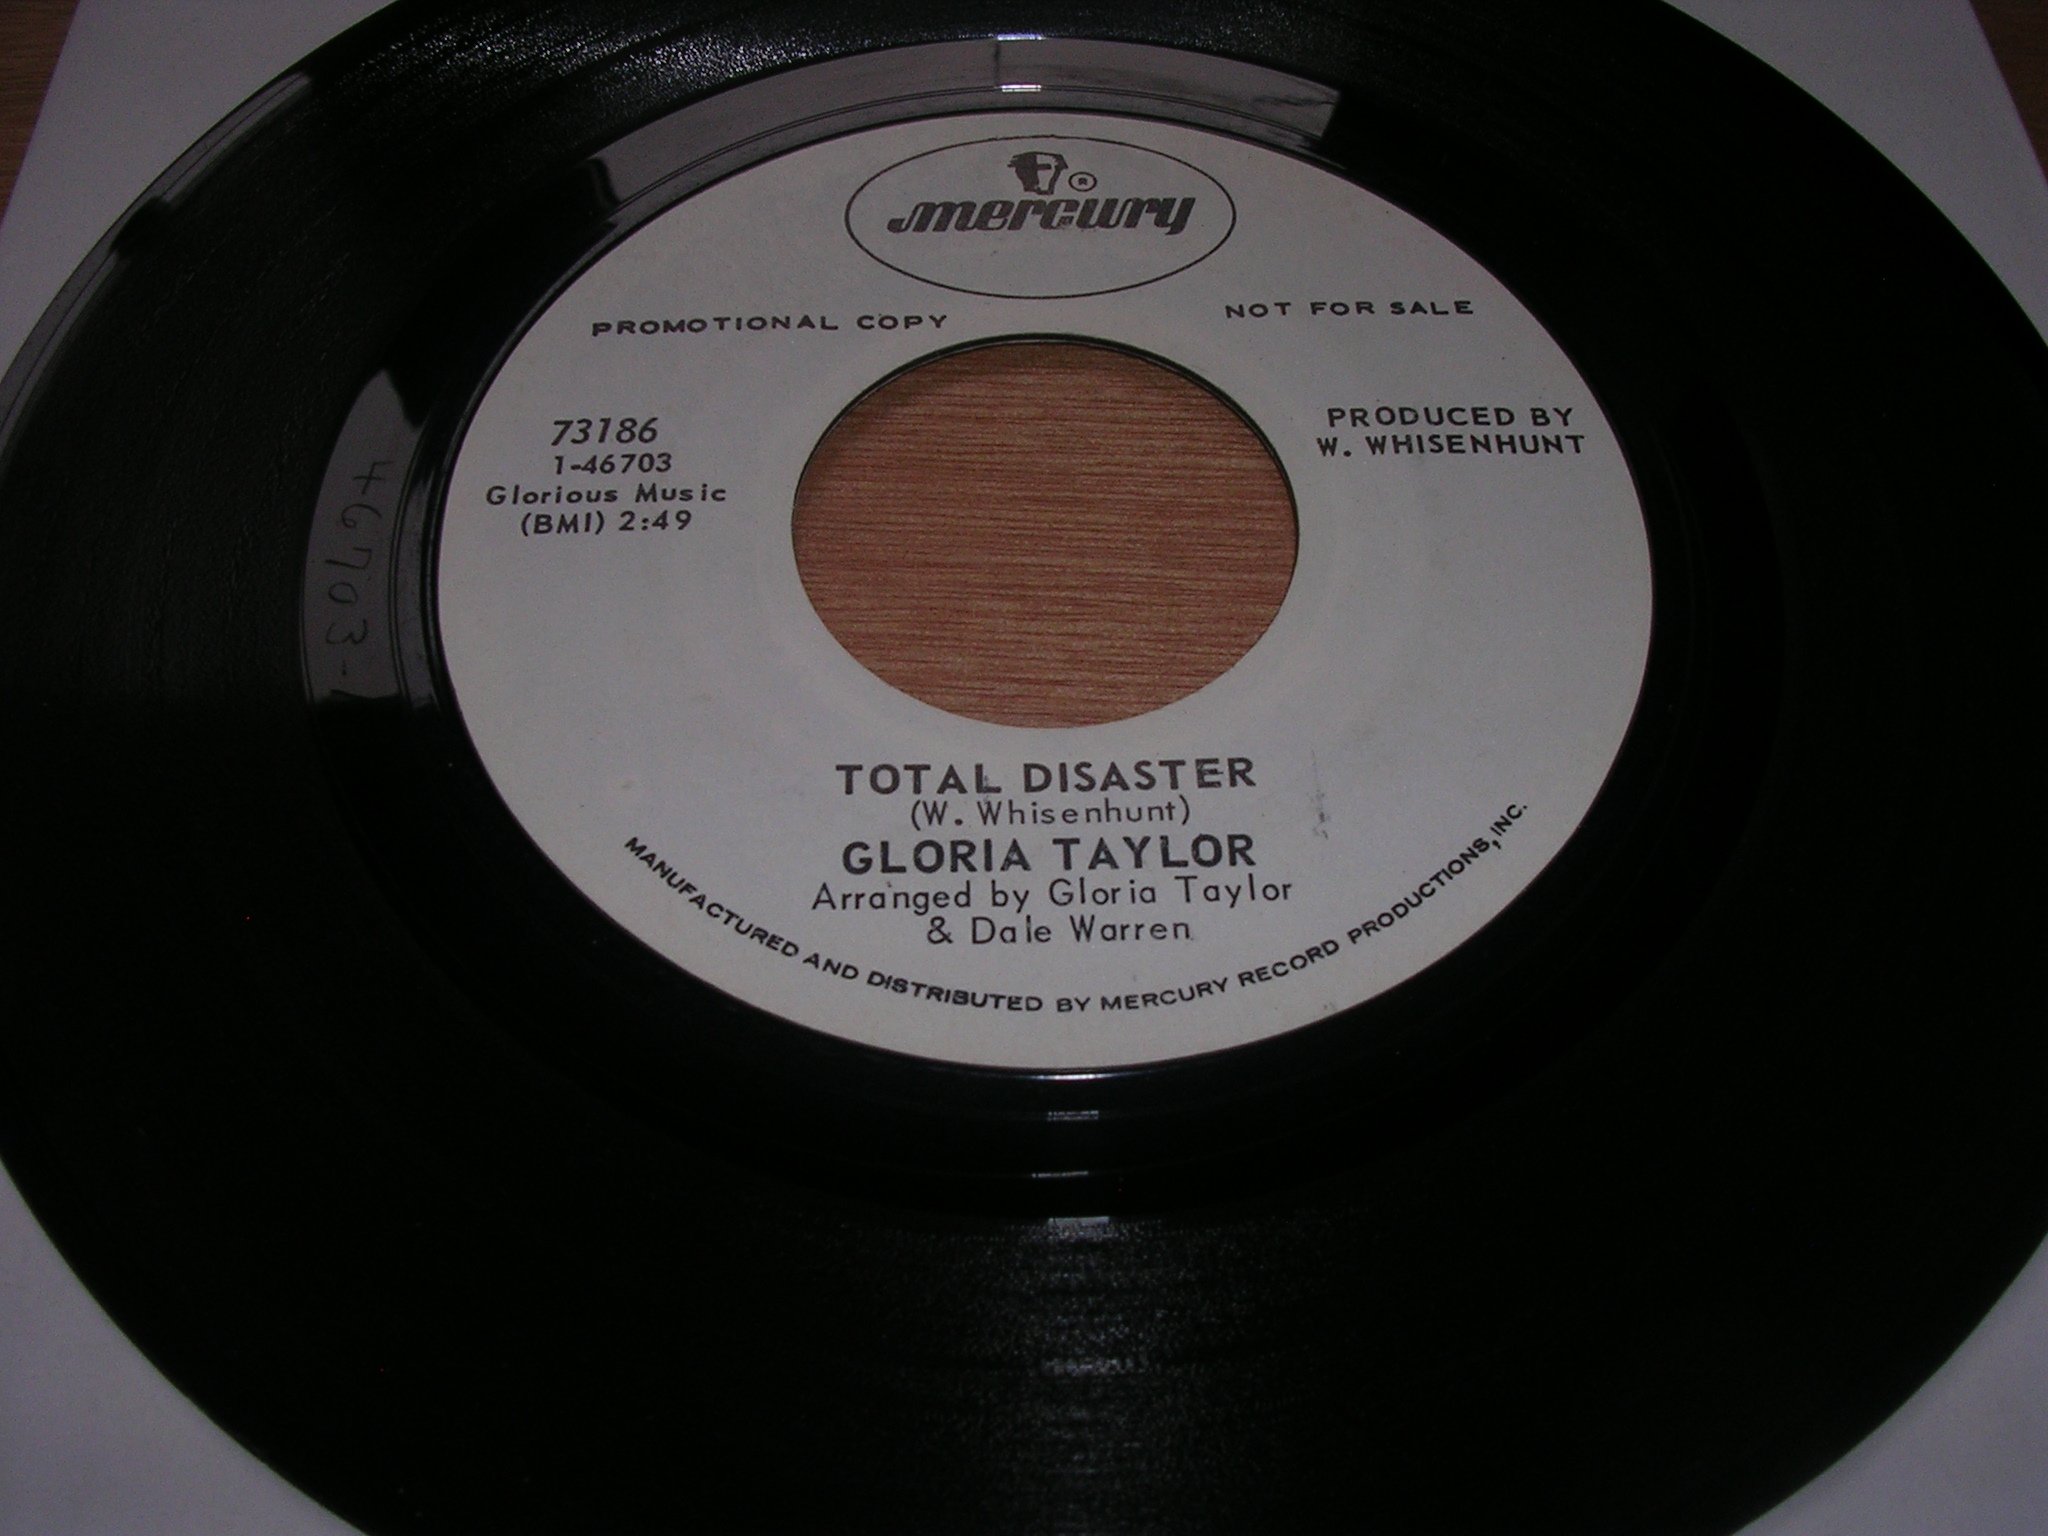 mercury ®
PROMOTIONAL COPY
NOT FOR SALE
73186
1-46703
Glorious Music
(BMI) 2:49
PRODUCED BY
W. WHISENHUNT
TOTAL DISASTER
(W. Whisenhunt)
GLORIA TAYLOR
Arranged by Gloria Taylor
& Dale Warren
MANUFACTURED AND DISTRIBUTED BY MERCURY RECORD PRODUCTIONS, INC.
46703-